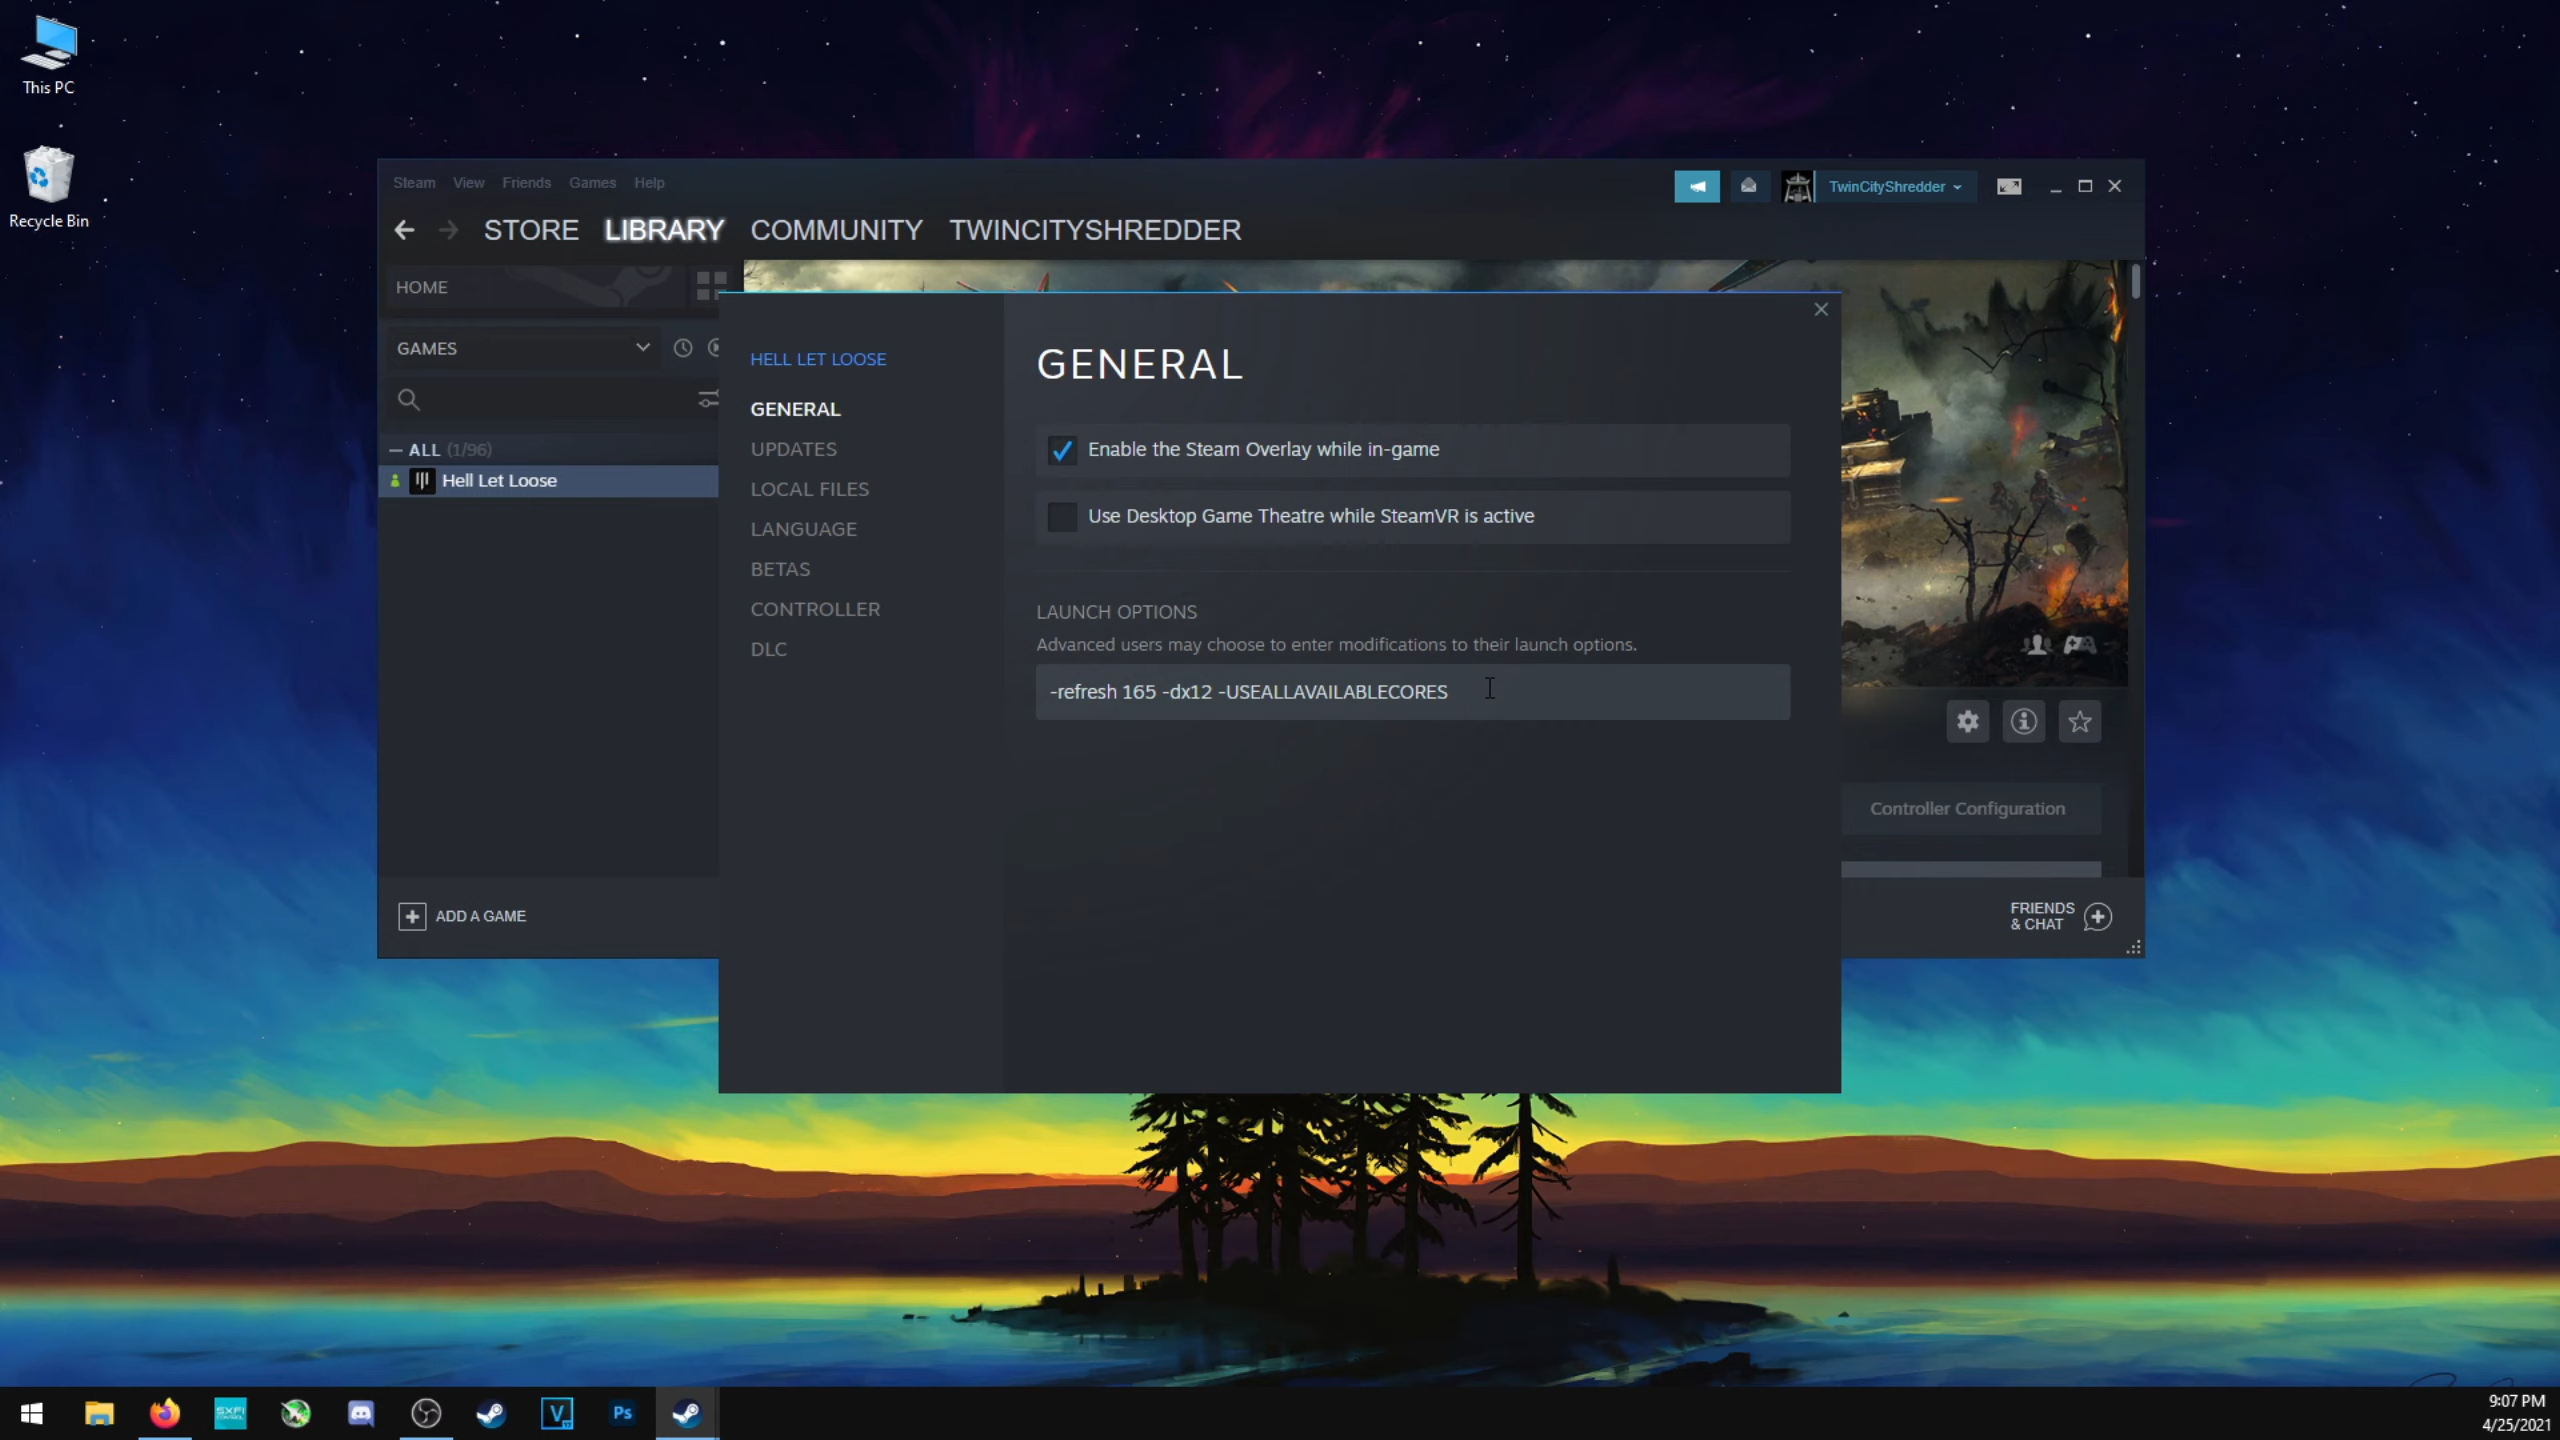 This PC
Recycle Bin
Steam View Friends Games Help
TwinCityShredder
STORE LIBRARY COMMUNITY TWINCITYSHREDDER
HOME
GAMES
— ALL (1/96)
Hell Let Loose
ADD A GAME
HELL LET LOOSE
GENERAL
UPDATES
LOCAL FILES
LANGUAGE
BETAS
CONTROLLER
DLC
GENERAL
Enable the Steam Overlay while in-game
Use Desktop Game Theatre while SteamVR is active
LAUNCH OPTIONS
Advanced users may choose to enter modifications to their launch options.
-refresh 165 -dx12 -USEALLAVAILABLECORES
Controller Configuration
FRIENDS
& CHAT
SXFI
CONTROL
V
Ps
9:07 PM
4/25/2021